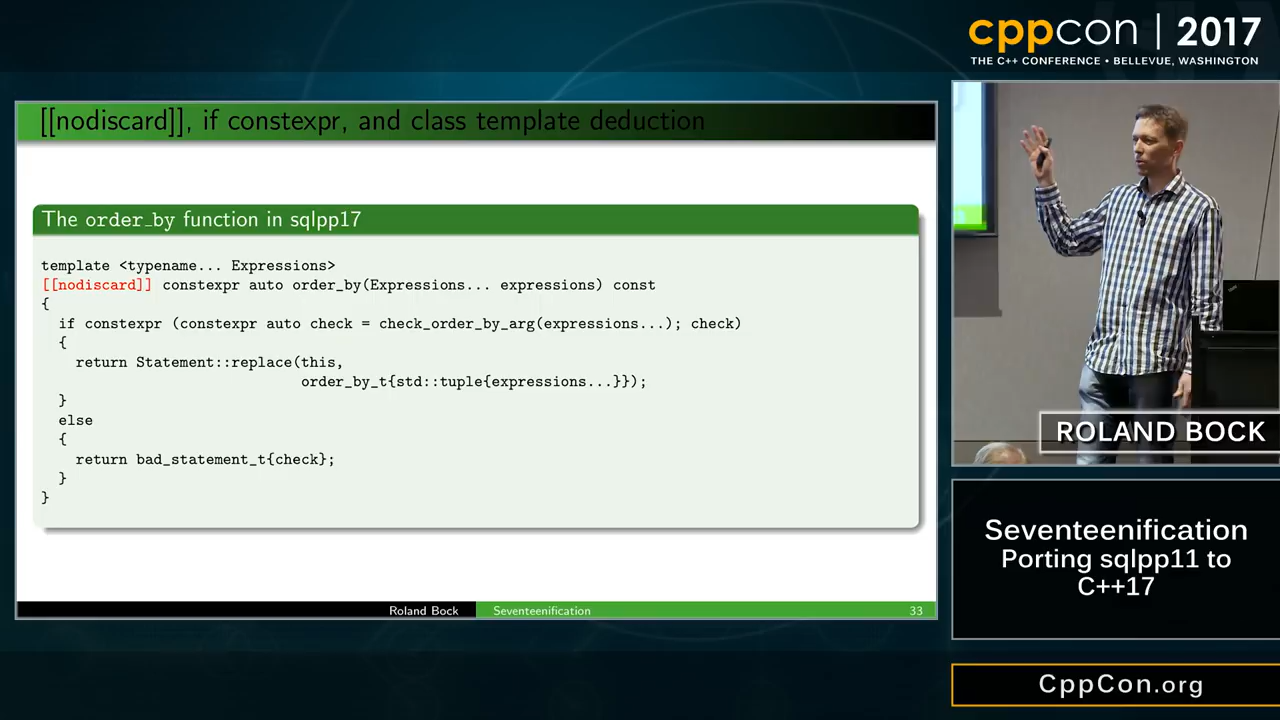 cppcon | 2017
THE C++ CONFERENCE • BELLEVUE, WASHINGTON
[[nodiscard]], if constexpr, and class template deduction
The order_by function in sqlpp17
template <typename... Expressions>
[[nodiscard]] constexpr auto order_by(Expressions... expressions) const
{
if constexpr (constexpr auto check = check_order_by_arg(expressions...); check)
{
return Statement::replace(this,
order_by_t{std::tuple{expressions...}});
}
else
{
return bad_statement_t{check};
}
}
Roland Bock
Seventeenification
33
ROLAND BOCK
Seventeenification
Porting sqlpp11 to
C++17
CppCon.org